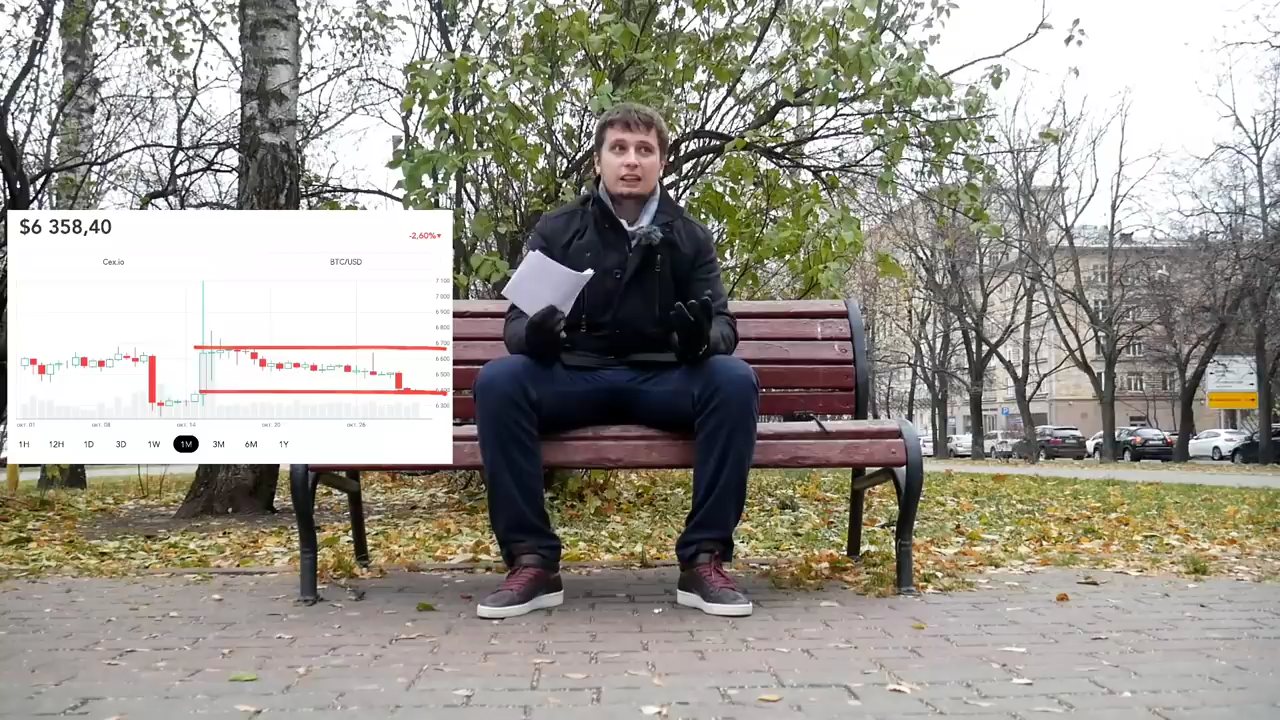 $6 358,40
-2,60%▾
Cex.io
BTC/USD
7 100
7 000
6 900
6 800
6 700
6 600
6 500
6 400
6 300
окт. 01
окт. 08
окт. 14
окт. 20
окт. 26
1H
12H
1D
3D
1W
1M
3M
6M
1Y